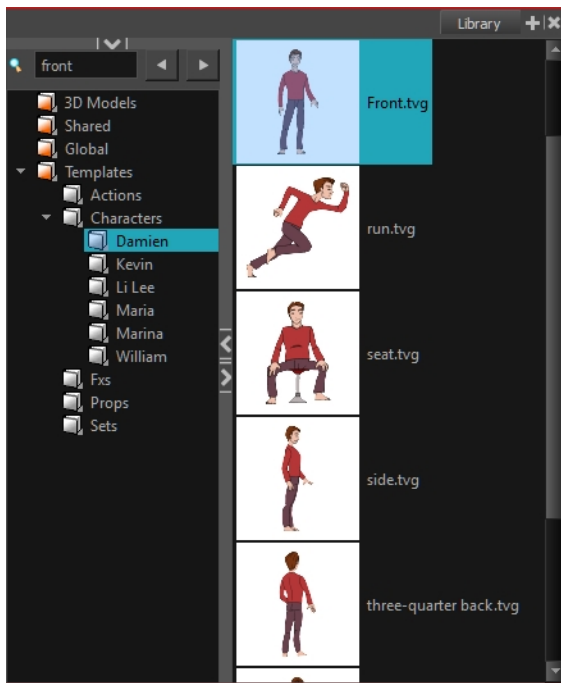 Library
front
3D Models
Shared
Global
Templates
Actions
Characters
Damien
Kevin
Li Lee
Maria
Marina
William
Fxs
Props
Sets
Front.tvg
run.tvg
seat.tvg
side.tvg
three-quarter back.tvg